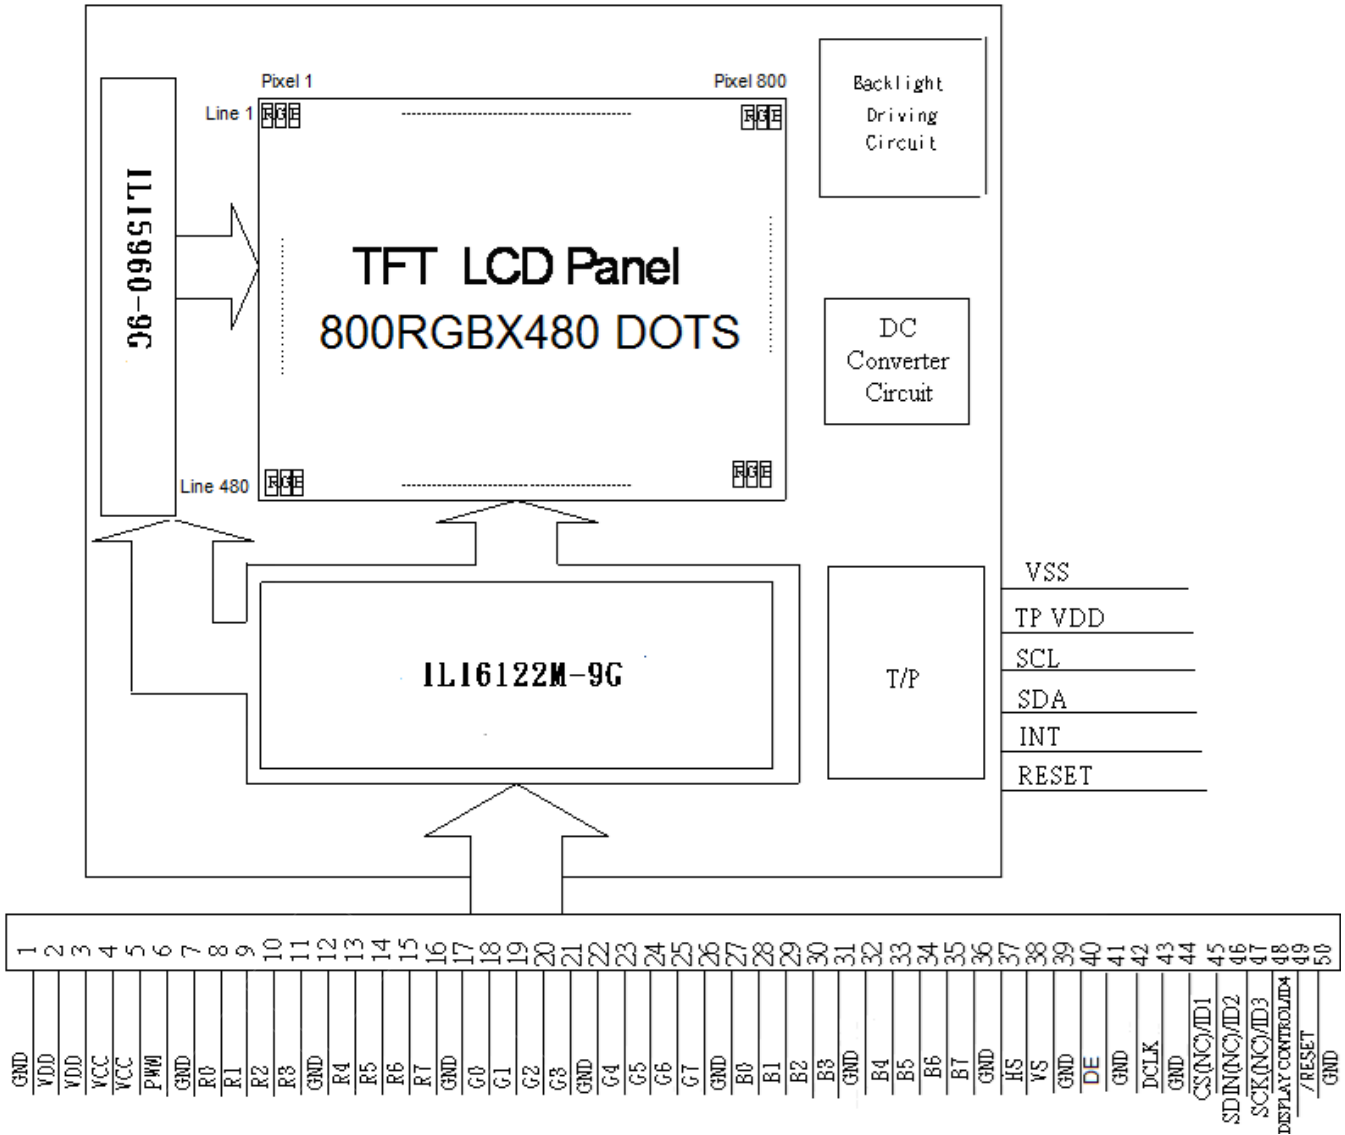 Pixel 1
Pixel 800
Line 1
RGB
RGB
Backlight
Driving
Circuit
ILI5960-9G
TFT LCD Panel
800RGBX480 DOTS
DC
Converter
Circuit
Line 480
RGB
RGB
ILI6122M-9G
T/P
VSS
TP VDD
SCL
SDA
INT
RESET
1 2 3 4 5 6 7 8 9 10 11 12 13 14 15 16 17 18 19 20 21 22 23 24 25 26 27 28 29 30 31 32 33 34 35 36 37 38 39 40 41 42 43 44 45 46 47 48 49 50
GND VDD VDD VCC VCC PWM GND R0 R1 R2 R3 GND R4 R5 R6 R7 GND G0 G1 G2 G3 GND G4 G5 G6 G7 GND B0 B1 B2 B3 GND B4 B5 B6 B7 GND HS VS GND DE GND DCLK GND CS(NC)/ID1 SDIN(NC)/ID2 SCK(NC)/ID3 DISPLAY CONTROL/ID4 /RESET GND